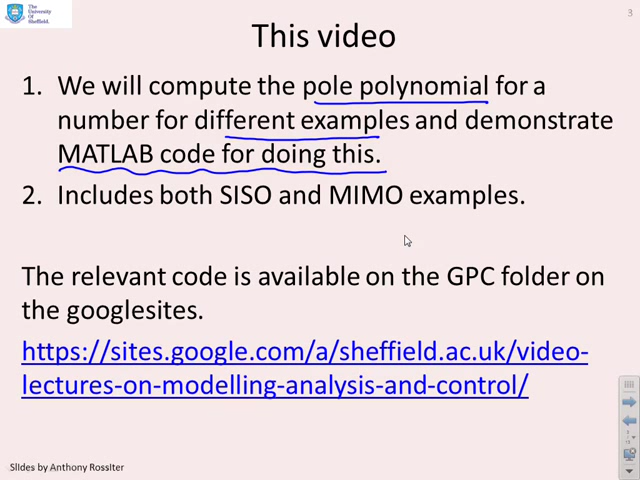 The
University
Of
Sheffield.
3
This video
1. We will compute the pole polynomial for a
number for different examples and demonstrate
MATLAB code for doing this.
2. Includes both SISO and MIMO examples.
The relevant code is available on the GPC folder on
the googlesites.
https://sites.google.com/a/sheffield.ac.uk/video-
lectures-on-modelling-analysis-and-control/
Slides by Anthony Rossiter